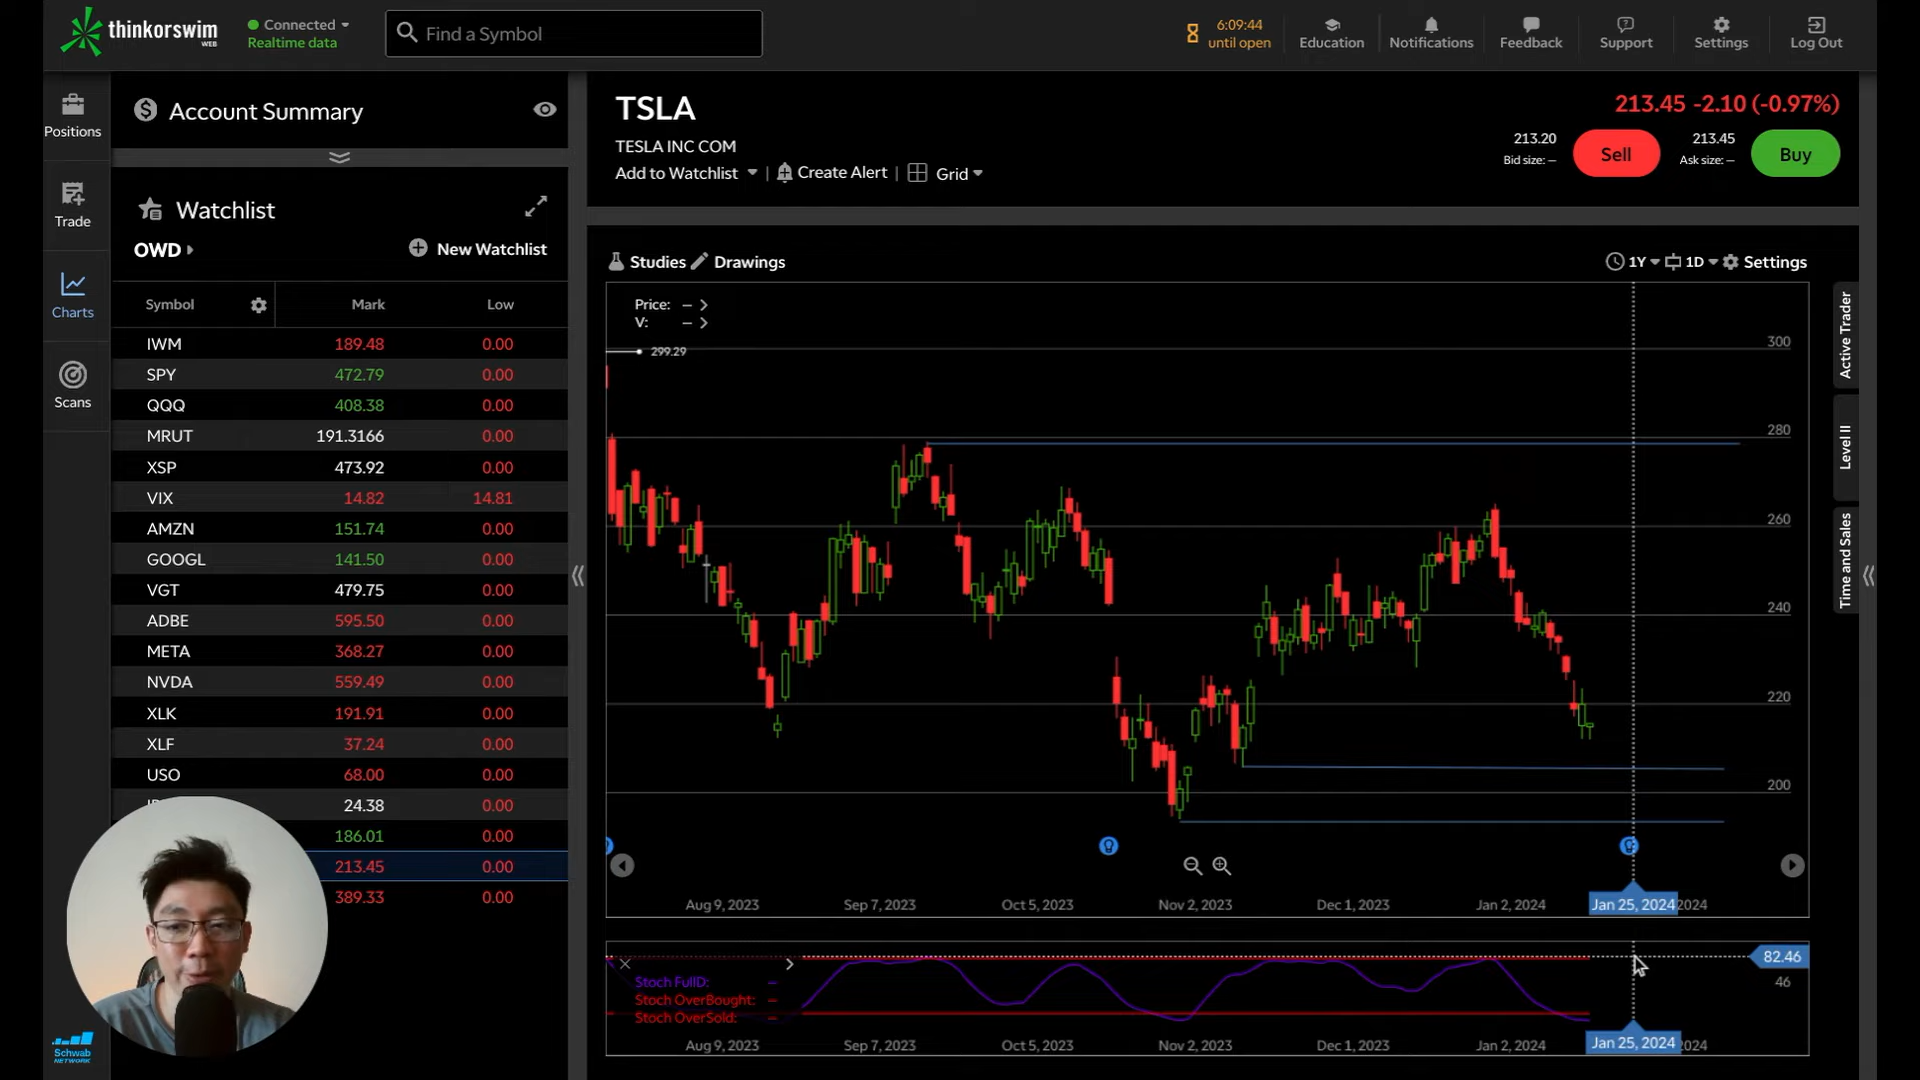 thinkorswim
WEB
Connected
Realtime data
Find a Symbol
6:09:44
until open
Education
Notifications
Feedback
Support
Settings
Log Out
Positions
Trade
Charts
Scans
Account Summary
Watchlist
OWD
New Watchlist
Symbol Mark Low
IWM 189.48 0.00
SPY 472.79 0.00
QQQ 408.38 0.00
MRUT 191.3166 0.00
XSP 473.92 0.00
VIX 14.82 14.81
AMZN 151.74 0.00
GOOGL 141.50 0.00
VGT 479.75 0.00
ADBE 595.50 0.00
META 368.27 0.00
NVDA 559.49 0.00
XLK 191.91 0.00
XLF 37.24 0.00
USO 68.00 0.00
24.38 0.00
186.01 0.00
213.45 0.00
389.33 0.00
Schwab
NETWORK
TSLA
TESLA INC COM
Add to Watchlist | Create Alert | Grid
213.45 -2.10 (-0.97%)
213.20
Bid size: –
Sell
213.45
Ask size: –
Buy
Studies Drawings
1Y 1D Settings
Price: –
V: –
299.29
300
280
260
240
220
200
Aug 9, 2023 Sep 7, 2023 Oct 5, 2023 Nov 2, 2023 Dec 1, 2023 Jan 2, 2024 Jan 25, 2024 2024
Stoch FullD: –
Stoch OverBought: –
Stoch OverSold: –
82.46
46
Aug 9, 2023 Sep 7, 2023 Oct 5, 2023 Nov 2, 2023 Dec 1, 2023 Jan 2, 2024 Jan 25, 2024 2024
Active Trader
Level II
Time and Sales